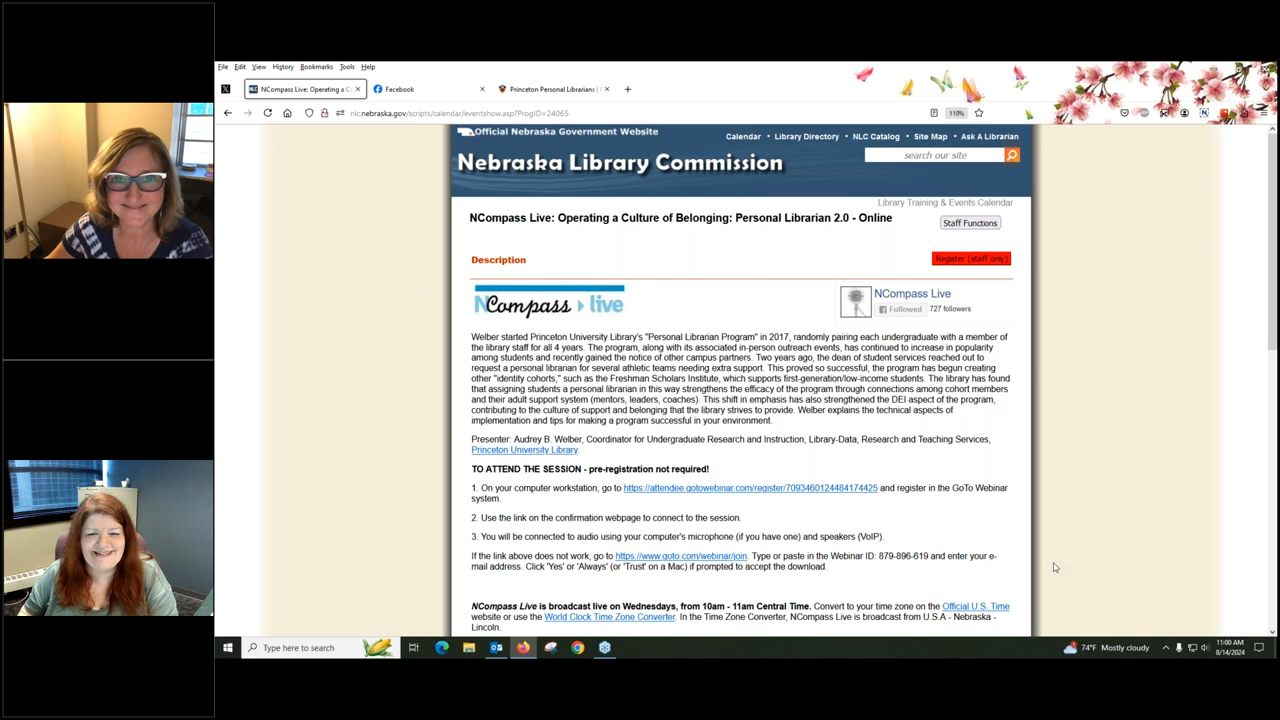 File Edit View History Bookmarks Tools Help
NCompass Live: Operating a C
Facebook
Princeton Personal Librarians |
nlc.nebraska.gov/scripts/calendar/eventshow.asp?ProgID=24065
110%
Official Nebraska Government Website
Calendar • Library Directory • NLC Catalog • Site Map • Ask A Librarian
Nebraska Library Commission
search our site
Library Training & Events Calendar
NCompass Live: Operating a Culture of Belonging: Personal Librarian 2.0 - Online
Staff Functions
Description
Register (staff only)
NCompass live
NCompass Live
Followed 727 followers
Welber started Princeton University Library's "Personal Librarian Program" in 2017, randomly pairing each undergraduate with a member of
the library staff for all 4 years. The program, along with its associated in-person outreach events, has continued to increase in popularity
among students and recently gained the notice of other campus partners. Two years ago, the dean of student services reached out to
request a personal librarian for several athletic teams needing extra support. This proved so successful, the program has begun creating
other "identity cohorts," such as the Freshman Scholars Institute, which supports first-generation/low-income students. The library has found
that assigning students a personal librarian in this way strengthens the efficacy of the program through connections among cohort members
and their adult support system (mentors, leaders, coaches). This shift in emphasis has also strengthened the DEI aspect of the program,
contributing to the culture of support and belonging that the library strives to provide. Welber explains the technical aspects of
implementation and tips for making a program successful in your environment.
Presenter: Audrey B. Welber, Coordinator for Undergraduate Research and Instruction, Library-Data, Research and Teaching Services,
Princeton University Library.
TO ATTEND THE SESSION - pre-registration not required!
1. On your computer workstation, go to https://attendee.gotowebinar.com/register/7093460124484174425 and register in the GoTo Webinar
system.
2. Use the link on the confirmation webpage to connect to the session.
3. You will be connected to audio using your computer's microphone (if you have one) and speakers (VoIP).
If the link above does not work, go to https://www.goto.com/webinar/join. Type or paste in the Webinar ID: 879-896-619 and enter your e-
mail address. Click 'Yes' or 'Always' (or 'Trust' on a Mac) if prompted to accept the download.
NCompass Live is broadcast live on Wednesdays, from 10am - 11am Central Time. Convert to your time zone on the Official U.S. Time
website or use the World Clock Time Zone Converter. In the Time Zone Converter, NCompass Live is broadcast from U.S.A - Nebraska -
Lincoln.
Type here to search
74°F Mostly cloudy
11:00 AM
8/14/2024